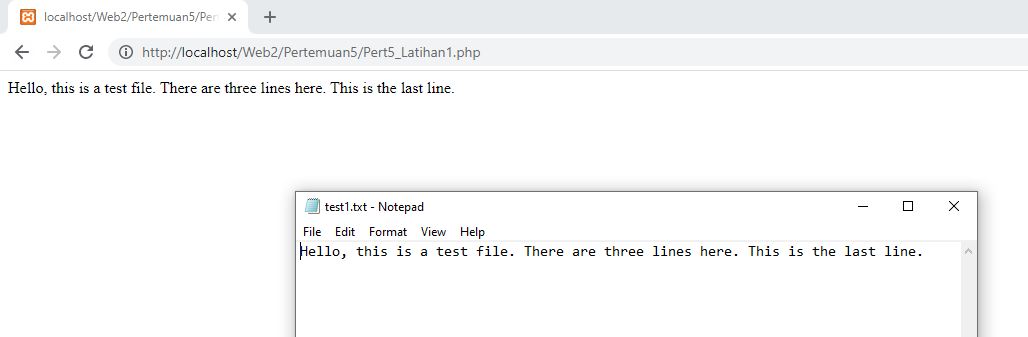 localhost/Web2/Pertemuan5/Per
http://localhost/Web2/Pertemuan5/Pert5_Latihan1.php
Hello, this is a test file. There are three lines here. This is the last line.
test1.txt - Notepad
File Edit Format View Help
Hello, this is a test file. There are three lines here. This is the last line.